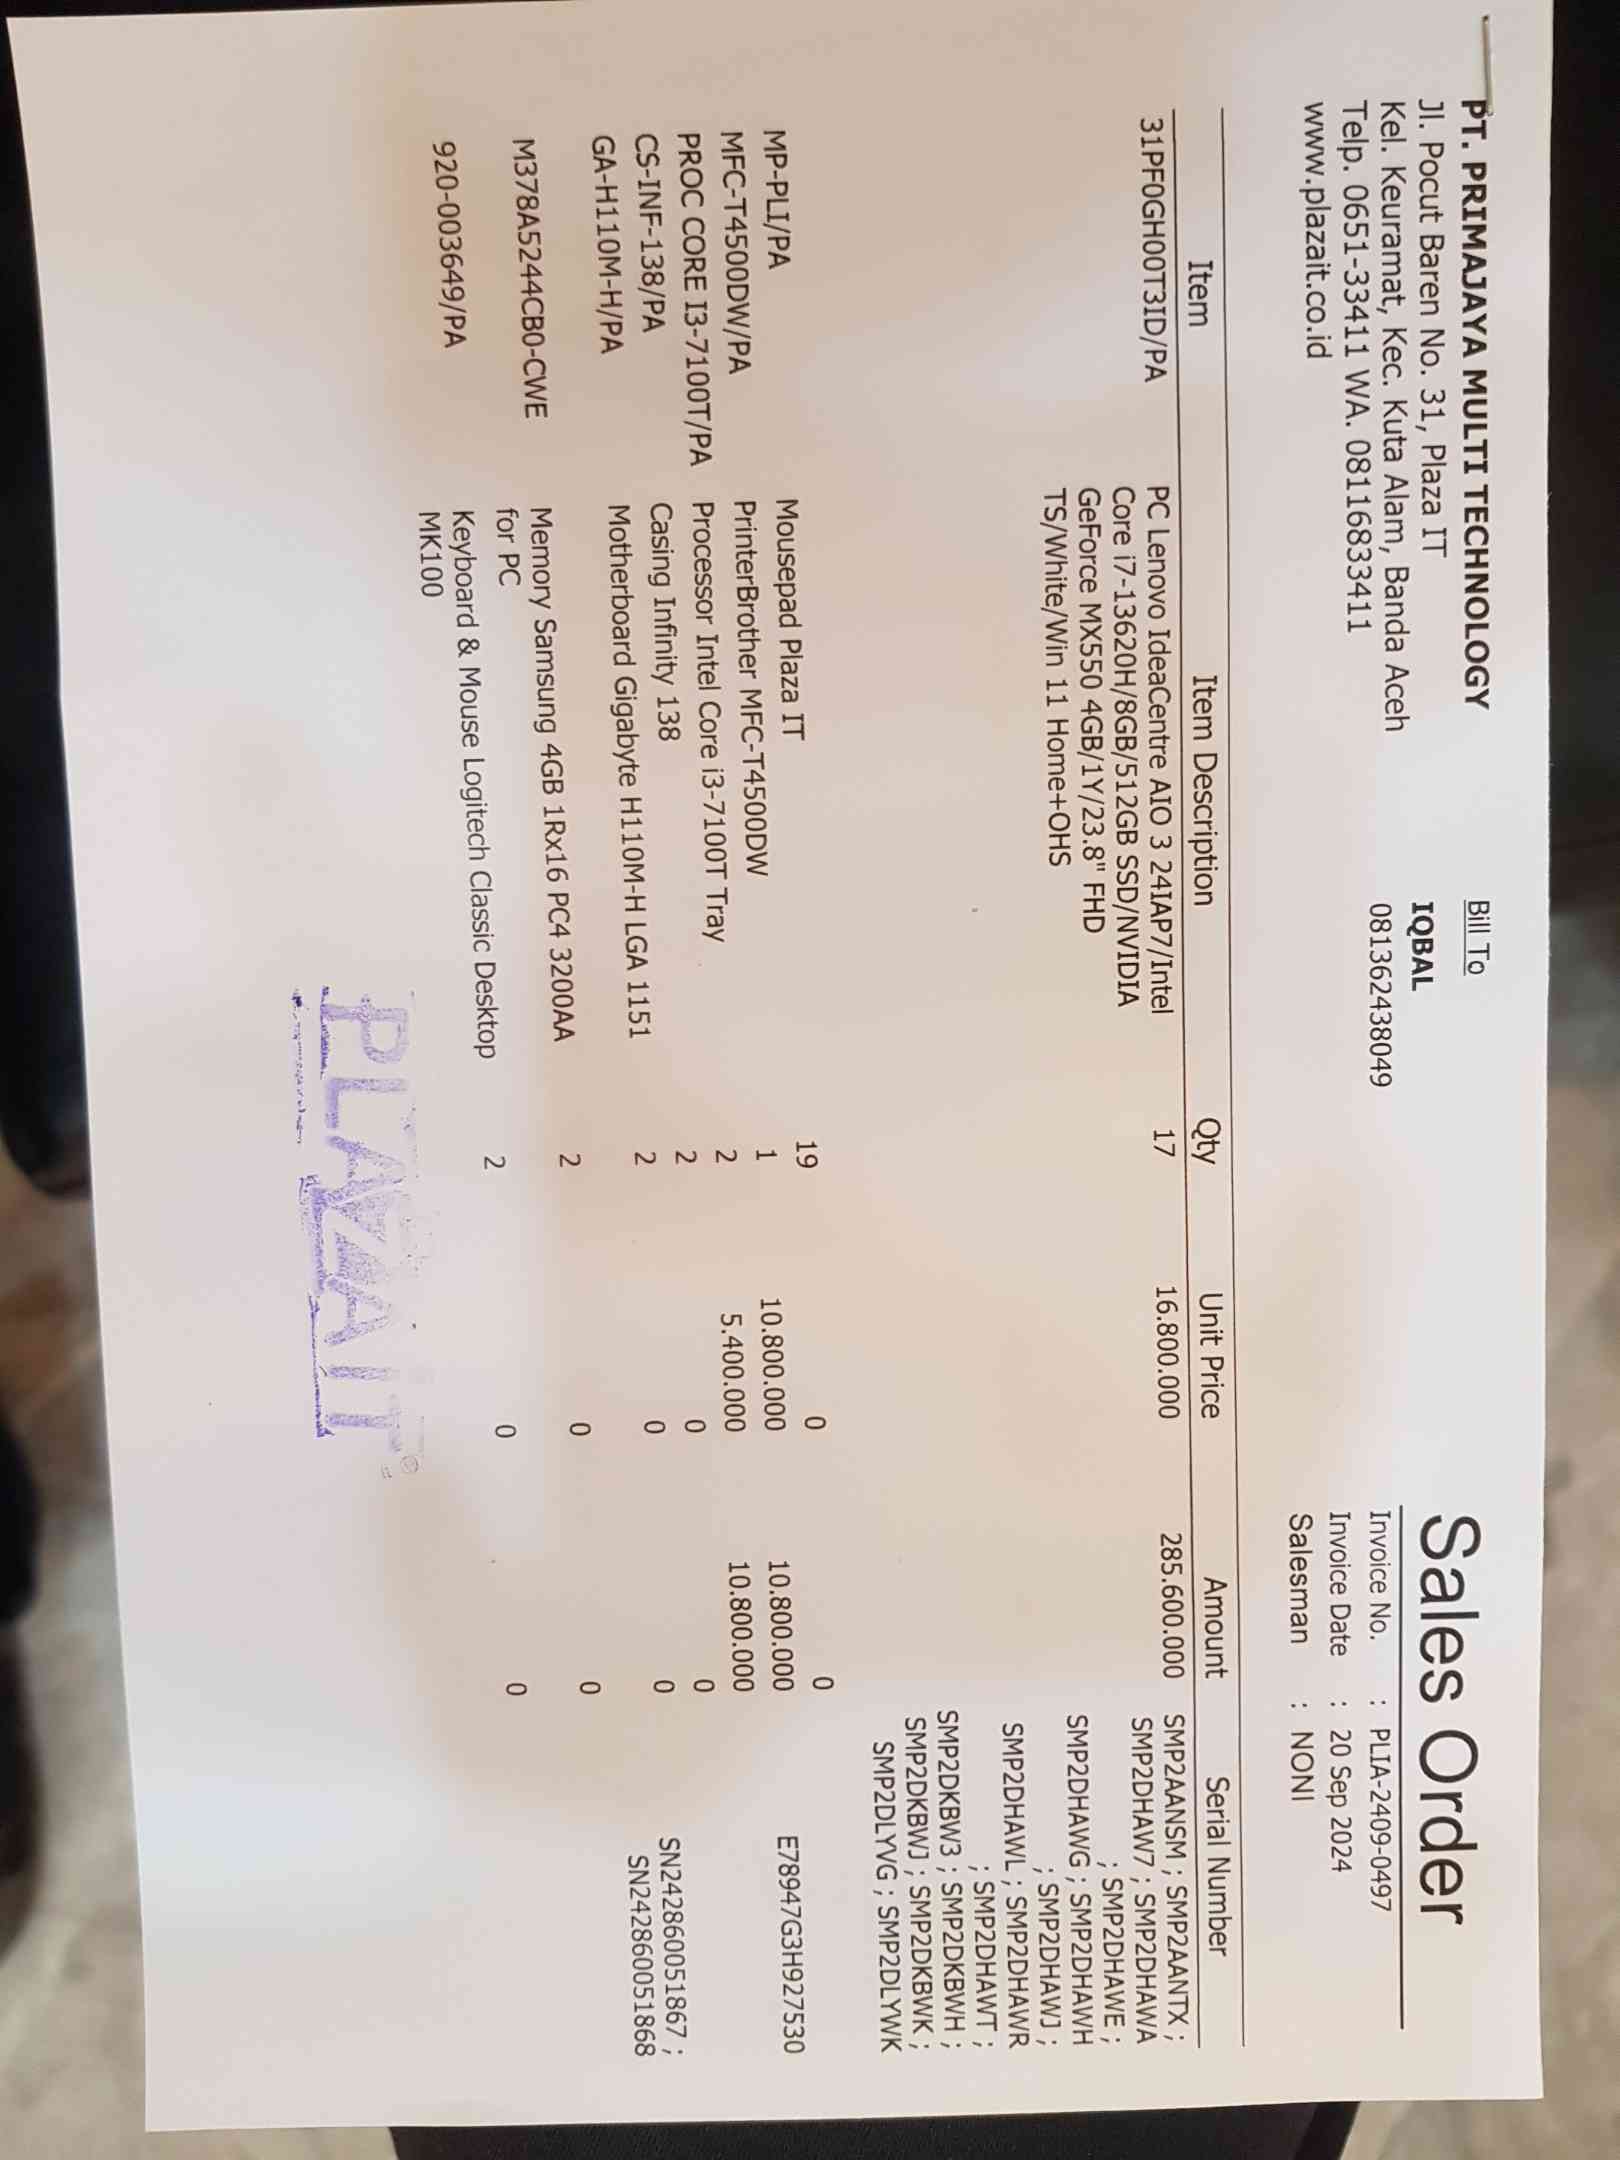 PT. PRIMAJAYA MULTI TECHNOLOGY
Jl. Pocut Baren No. 31, Plaza IT
Kel. Keuramat, Kec. Kuta Alam, Banda Aceh
Telp. 0651-33411 WA. 08116833411
www.plazait.co.id
Bill To
IQBAL
081362438049
Sales Order
Invoice No. : PLIA-2409-0497
Invoice Date : 20 Sep 2024
Salesman : NONI
Item Item Description Qty Unit Price Amount Serial Number
31PF0GH00T3ID/PA PC Lenovo IdeaCentre AIO 3 24IAP7/Intel 17 16.800.000 285.600.000 SMP2AANSM ; SMP2AANTX ;
Core i7-13620H/8GB/512GB SSD/NVIDIA SMP2DHAW7 ; SMP2DHAWA
GeForce MX550 4GB/1Y/23.8" FHD ; SMP2DHAWE ;
TS/White/Win 11 Home+OHS SMP2DHAWG ; SMP2DHAWH
; SMP2DHAWJ ;
SMP2DHAWL ; SMP2DHAWR
; SMP2DHAWT ;
SMP2DKBW3 ; SMP2DKBWH ;
SMP2DKBWJ ; SMP2DKBWK ;
SMP2DLYVG ; SMP2DLYWK
MP-PLI/PA Mousepad Plaza IT 19 0 0
MFC-T4500DW/PA PrinterBrother MFC-T4500DW 1 10.800.000 10.800.000 E78947G3H927530
PROC CORE I3-7100T/PA Processor Intel Core i3-7100T Tray 2 5.400.000 10.800.000
CS-INF-138/PA Casing Infinity 138 2 0 0
GA-H110M-H/PA Motherboard Gigabyte H110M-H LGA 1151 2 0 0 SN242860051867 ;
SN242860051868
M378A5244CB0-CWE Memory Samsung 4GB 1Rx16 PC4 3200AA 2 0 0
for PC
920-003649/PA Keyboard & Mouse Logitech Classic Desktop 2 0 0
MK100
PLAZA IT